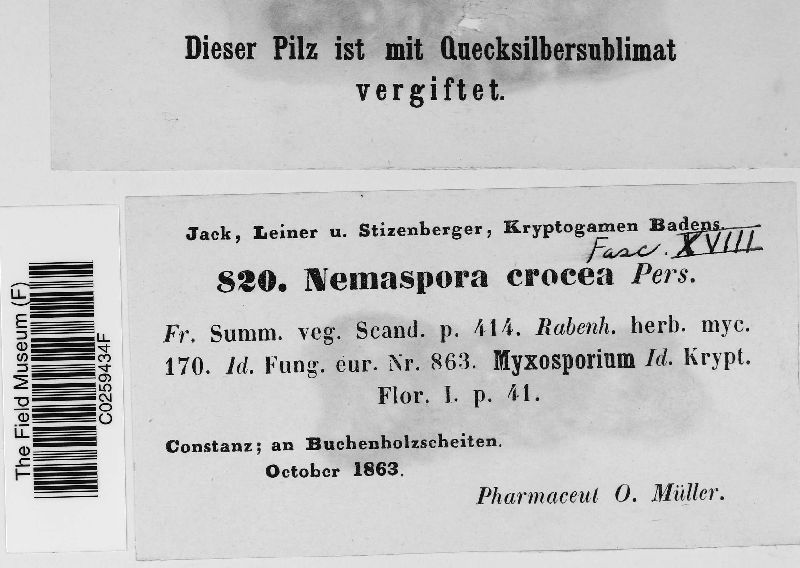 Dieser Pilz ist mit Quecksilbersublimat
vergiftet.
Jack, Leiner u. Stizenberger, Kryptogamen Badens.
Fasc. XVIII
820. Nemaspora crocea Pers.
Fr. Summ. veg. Scand. p. 414. Rabenh. herb. myc.
170. Id. Fung. eur. Nr. 863. Myxosporium Id. Krypt.
Flor. I. p. 41.
Constanz; an Buchenholzscheiten.
October 1863.
Pharmaceut O. Müller.
The Field Museum (F)
C0259434F